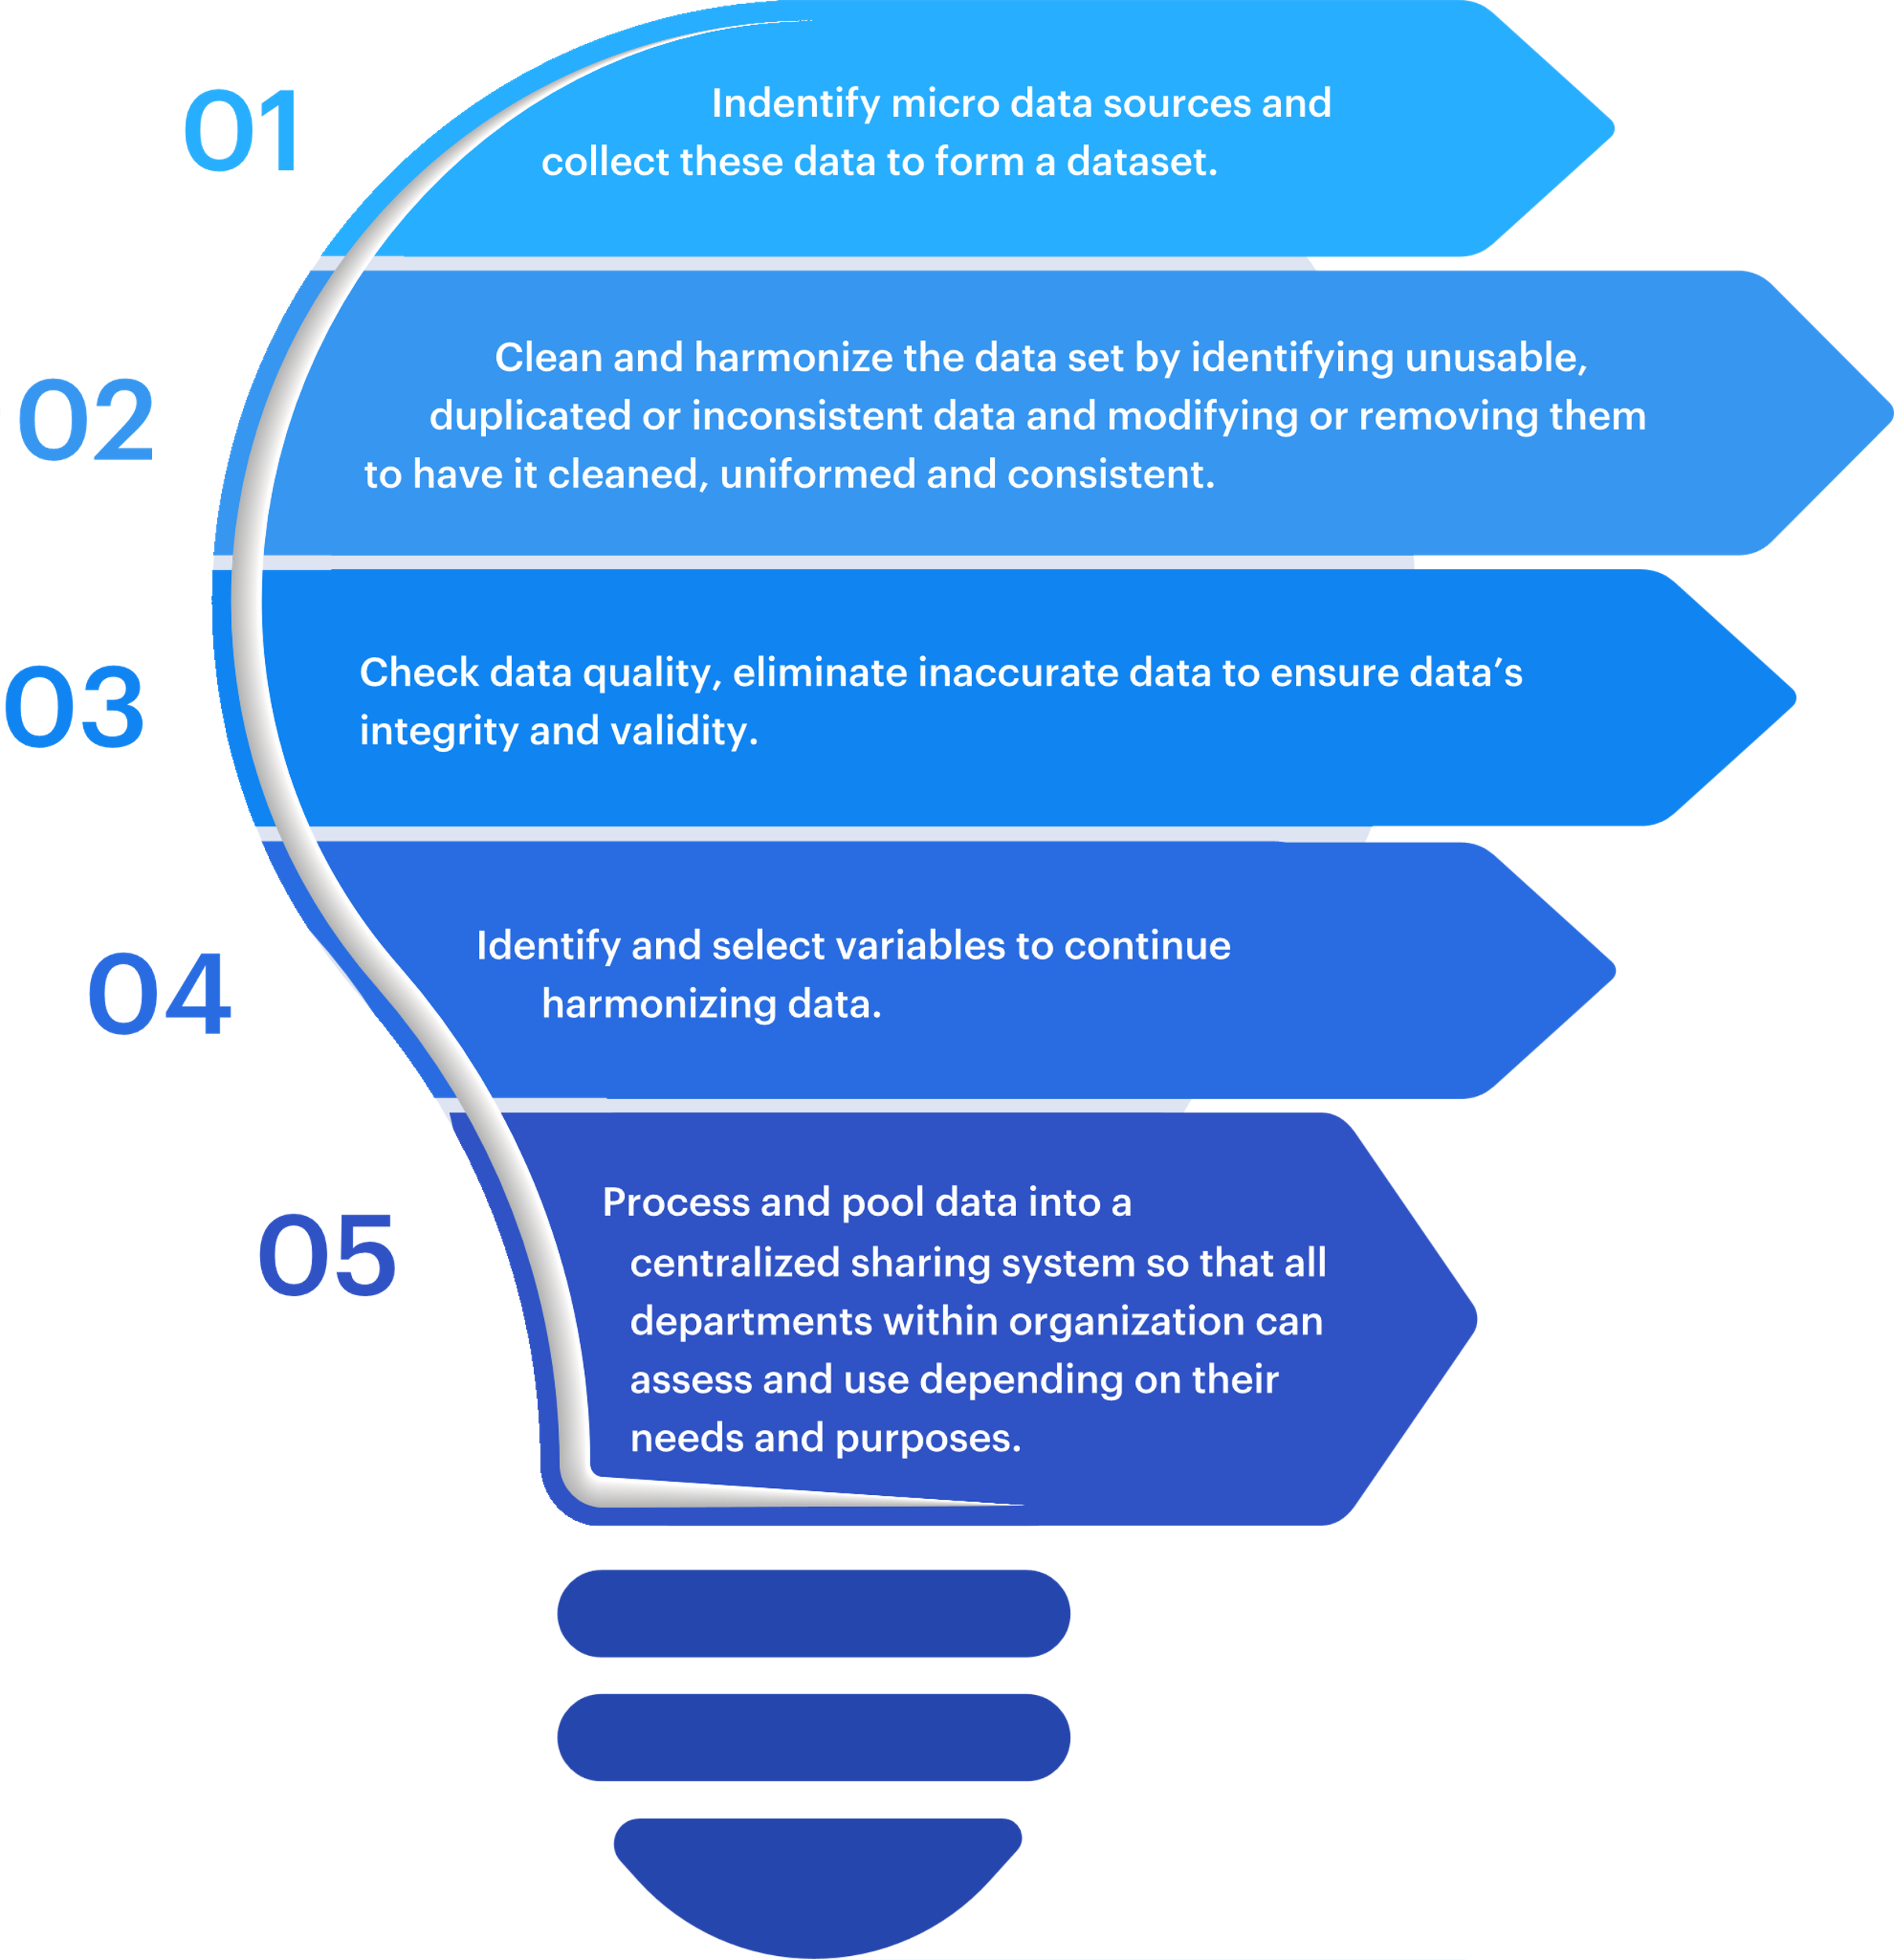 01
Indentify micro data sources and
collect these data to form a dataset.
02
Clean and harmonize the data set by identifying unusable,
duplicated or inconsistent data and modifying or removing them
to have it cleaned, uniformed and consistent.
03
Check data quality, eliminate inaccurate data to ensure data's
integrity and validity.
04
Identify and select variables to continue
harmonizing data.
05
Process and pool data into a
centralized sharing system so that all
departments within organization can
assess and use depending on their
needs and purposes.